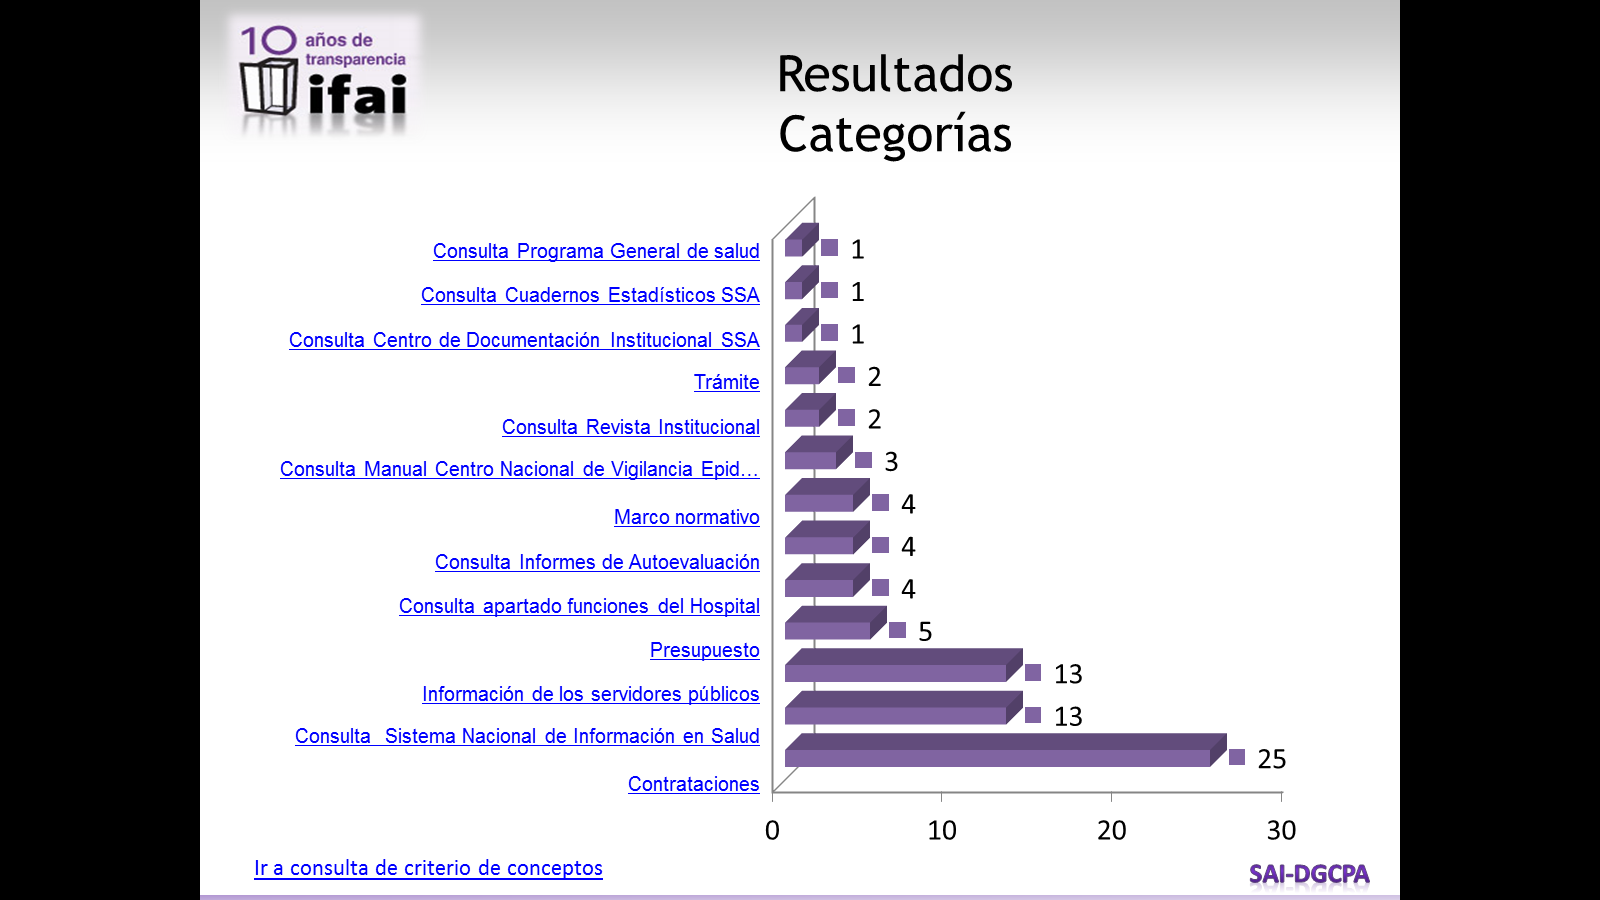 10 años de
transparencia
ifai
Resultados
Categorías
Consulta Programa General de salud 1
Consulta Cuadernos Estadísticos SSA 1
Consulta Centro de Documentación Institucional SSA 1
Trámite 2
Consulta Revista Institucional 2
Consulta Manual Centro Nacional de Vigilancia Epid... 3
Marco normativo 4
Consulta Informes de Autoevaluación 4
Consulta apartado funciones del Hospital 4
Presupuesto 5
Información de los servidores públicos 13
Consulta Sistema Nacional de Información en Salud 13
Contrataciones 25
0 10 20 30
Ir a consulta de criterio de conceptos
SAI-DGCPA